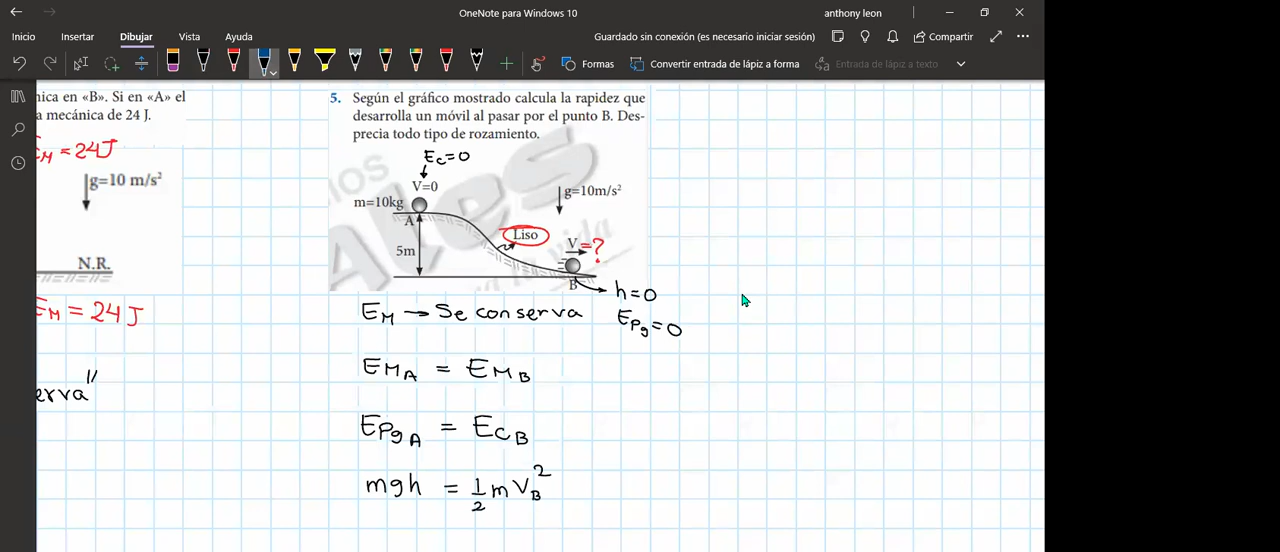 OneNote para Windows 10
anthony leon
Inicio
Insertar
Dibujar
Vista
Ayuda
Guardado sin conexión (es necesario iniciar sesión)
Compartir
Formas
Convertir entrada de lápiz a forma
Entrada de lápiz a texto
nica en «B». Si en «A» el
a mecánica de 24 J.
EM = 24J
g=10 m/s²
N.R.
EM = 24J
erva"
5. Según el gráfico mostrado calcula la rapidez que
desarrolla un móvil al pasar por el punto B. Des-
precia todo tipo de rozamiento.
Ec=0
V=0
m=10kg
A
g=10m/s²
Liso
5m
V=?
B
h=0
EPg=0
EM → Se conserva
EMA = EMB
EPgA = ECB
mgh = 1/2 m VB²